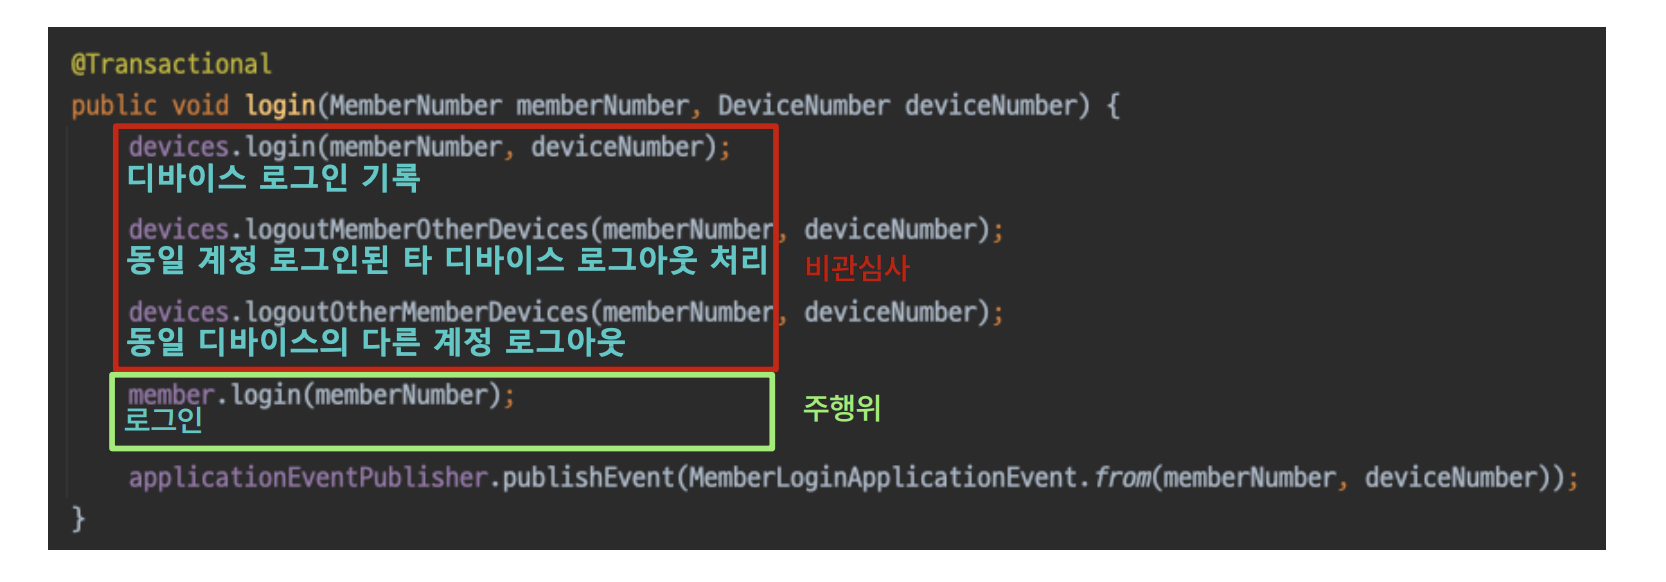 @Transactional
public void login(MemberNumber memberNumber, DeviceNumber deviceNumber) {
devices.login(memberNumber, deviceNumber);
디바이스 로그인 기록
devices.logoutMemberOtherDevices(memberNumber, deviceNumber);
동일 계정 로그인된 타 디바이스 로그아웃 처리
비관심사
devices.logoutOtherMemberDevices(memberNumber, deviceNumber);
동일 디바이스의 다른 계정 로그아웃
member.login(memberNumber);
로그인
주행위
applicationEventPublisher.publishEvent(MemberLoginApplicationEvent.from(memberNumber, deviceNumber));
}